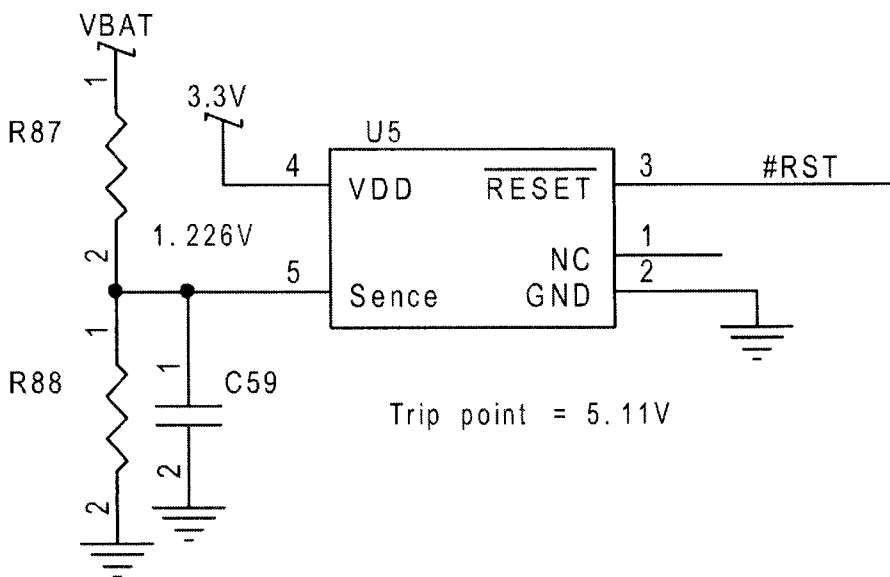 VBAT
1
R87
2
3.3V
U5
4
VDD
RESET
3
#RST
1.226V
NC
1
5
Sence
GND
2
1
R88
2
1
C59
2
Trip point = 5.11V